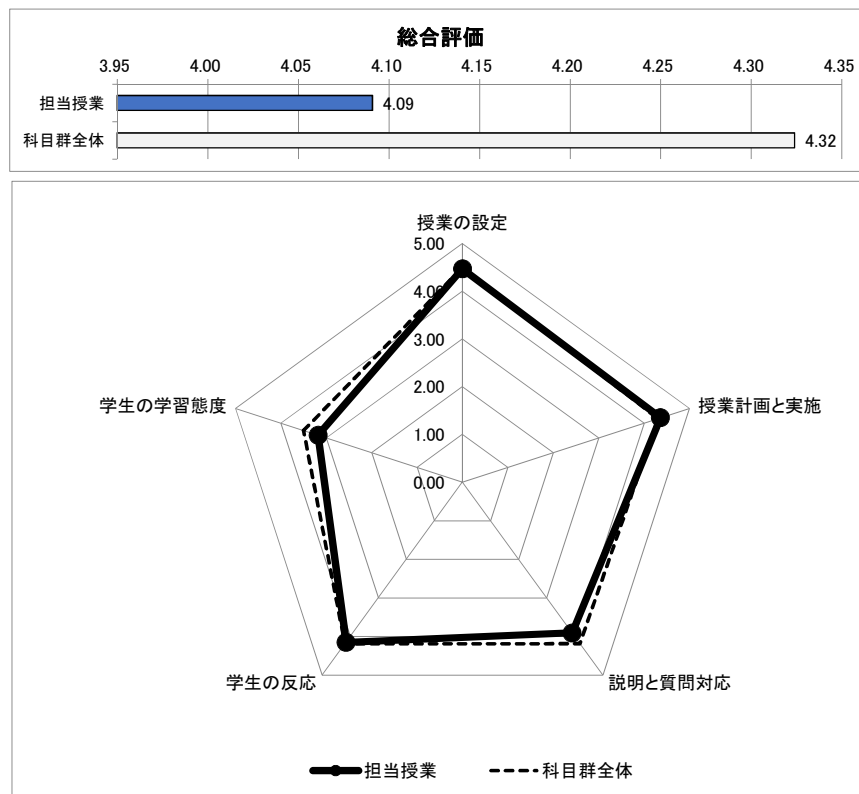 総合評価
3.95 4.00 4.05 4.10 4.15 4.20 4.25 4.30 4.35
担当授業 4.09
科目群全体 4.32
授業の設定
5.00
4.00
3.00
学生の学習態度 2.00 授業計画と実施
1.00
0.00
学生の反応 説明と質問対応
担当授業 科目群全体